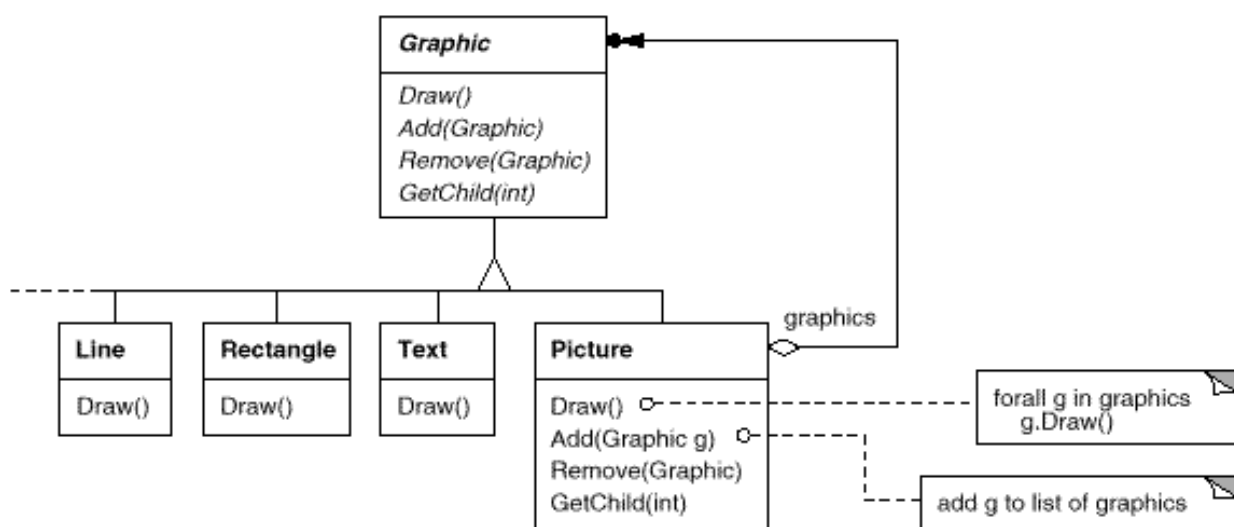 Graphic
Draw()
Add(Graphic)
Remove(Graphic)
GetChild(int)
graphics
Line
Draw()
Rectangle
Draw()
Text
Draw()
Picture
Draw()
Add(Graphic g)
Remove(Graphic)
GetChild(int)
forall g in graphics
g.Draw()
add g to list of graphics